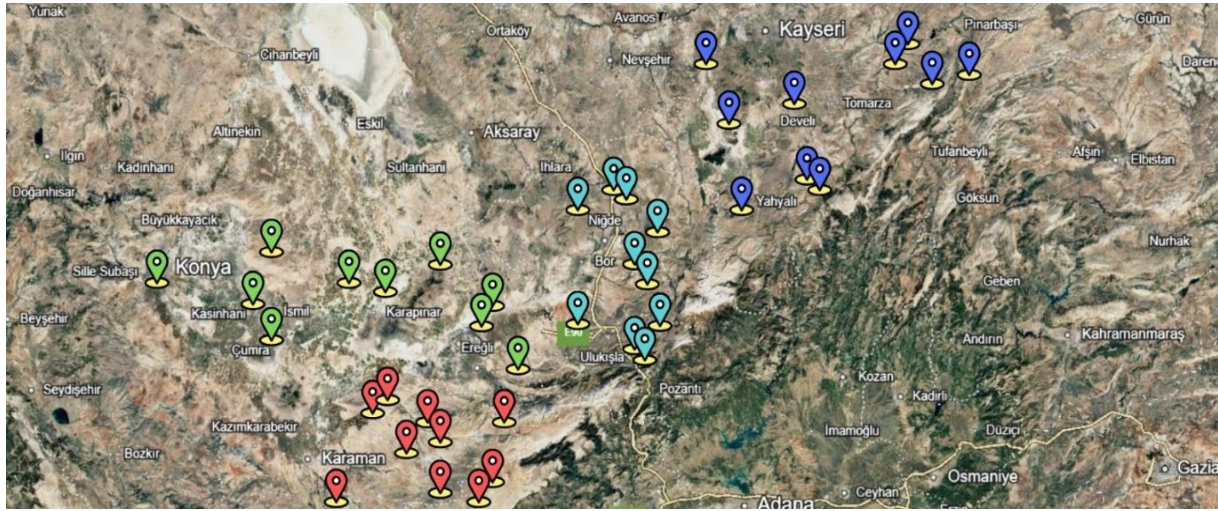 Yunak
Avanos
Gürün
Pınarbaşı
Kayseri
Ortaköy
Cihanbeyli
Nevşehir
Tomarza
Altınekin
Eskil
Aksaray
Develi
Ilgın
Kadınhanı
Sultanhanı
Ihlara
Tufanbeyli
Afşin
Elbistan
Doğanhisar
Yahyalı
Göksun
Büyükkayacık
Niğde
Nurhak
Sille Subaşı
Konya
Bor
Geben
Kasınhanı
İsmil
Karapınar
Beyşehir
E90
Kahramanmaraş
Çumra
Ereğli
Ulukışla
Andırın
Seydişehir
Pozantı
Kozan
Kadirli
Kazımkarabekir
İmamoğlu
Düziçi
Bozkır
Karaman
Osmaniye
Ceyhan
Adana